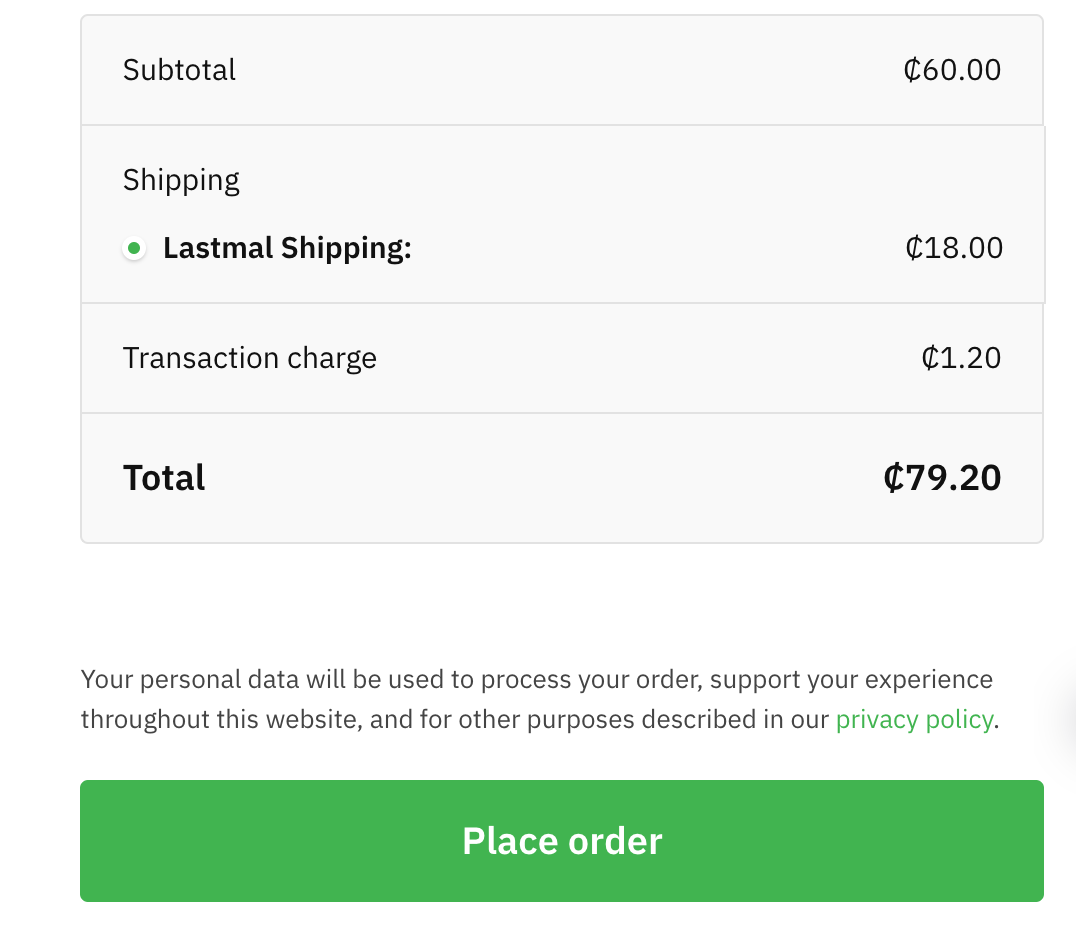 Subtotal ₵60.00
Shipping
Lastmal Shipping: ₵18.00
Transaction charge ₵1.20
Total ₵79.20
Your personal data will be used to process your order, support your experience
throughout this website, and for other purposes described in our privacy policy.
Place order